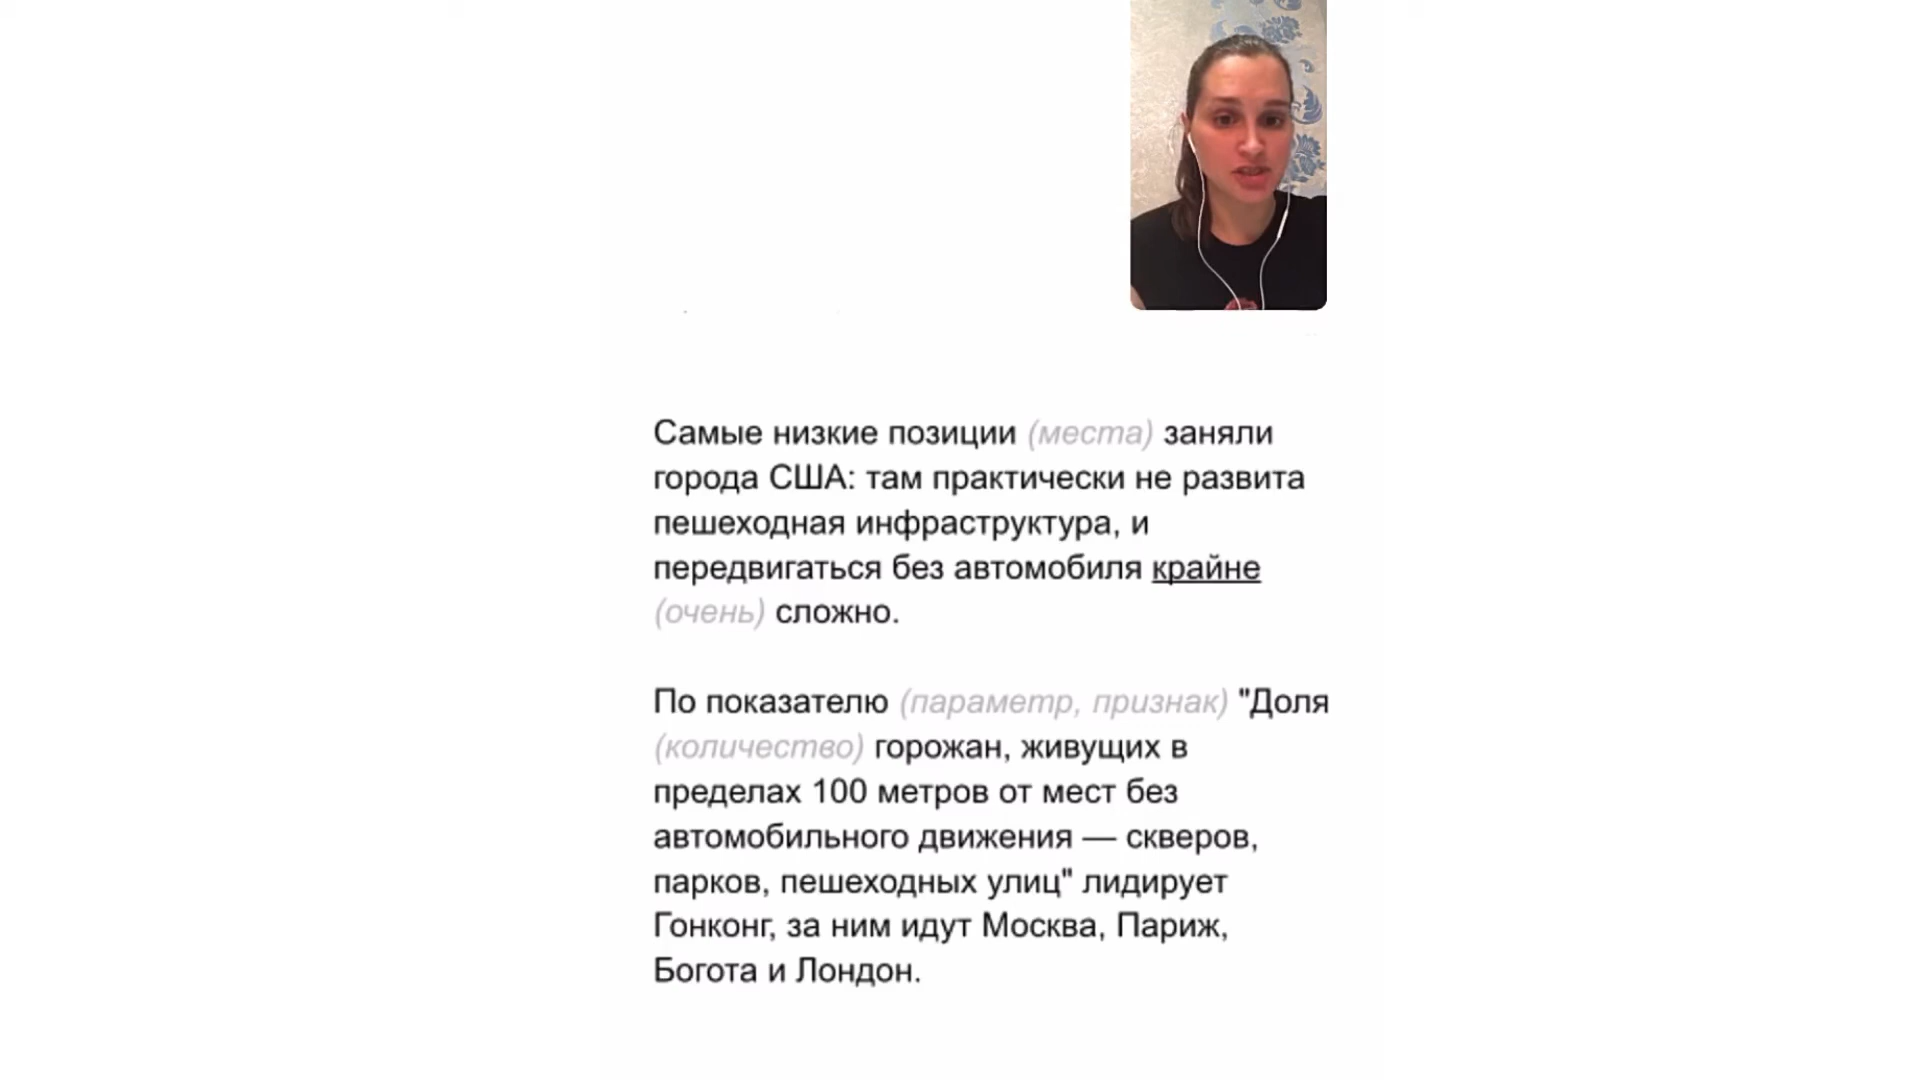 Самые низкие позиции (места) заняли
города США: там практически не развита
пешеходная инфраструктура, и
передвигаться без автомобиля крайне
(очень) сложно.
По показателю (параметр, признак) "Доля
(количество) горожан, живущих в
пределах 100 метров от мест без
автомобильного движения — скверов,
парков, пешеходных улиц" лидирует
Гонконг, за ним идут Москва, Париж,
Богота и Лондон.